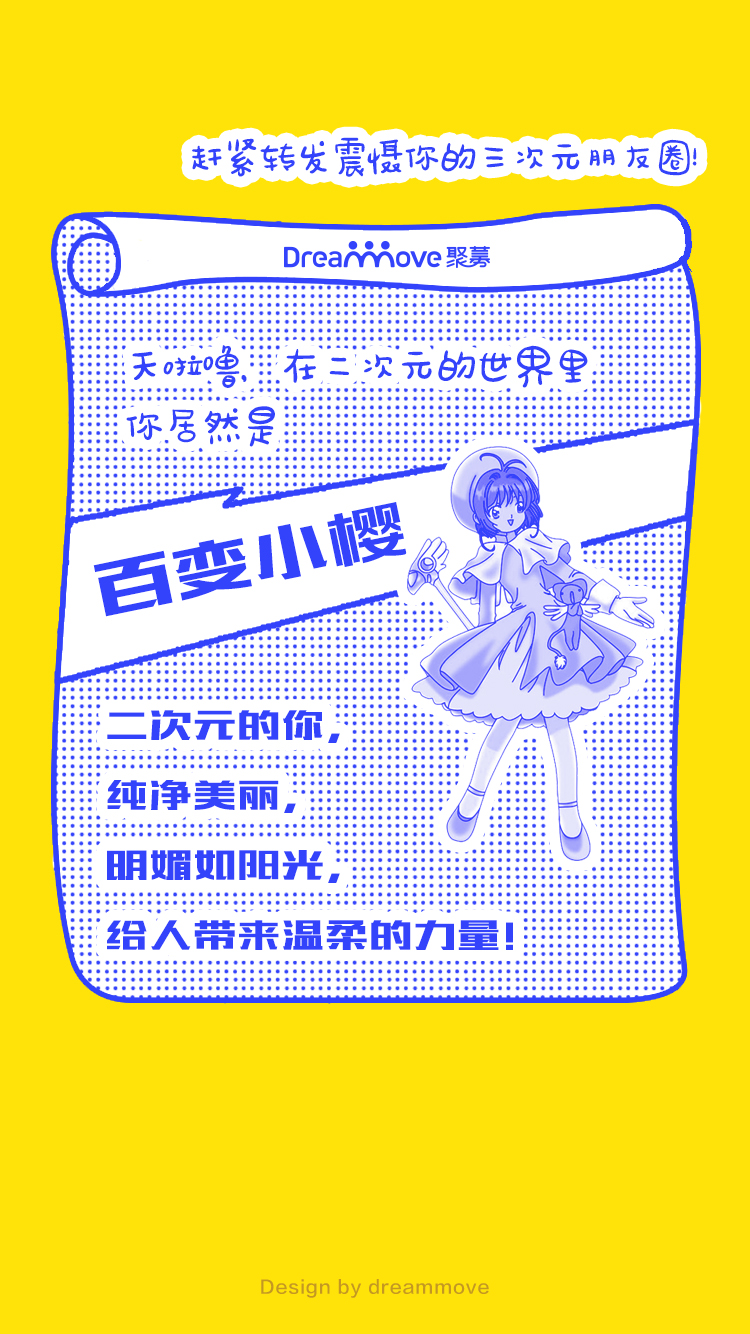 赶紧转发震慑你的三次元朋友圈!
Dreammove聚募
天啦噜,在二次元的世界里
你居然是
百变小樱
二次元的你,
纯净美丽,
明媚如阳光,
给人带来温柔的力量!
Design by dreammove